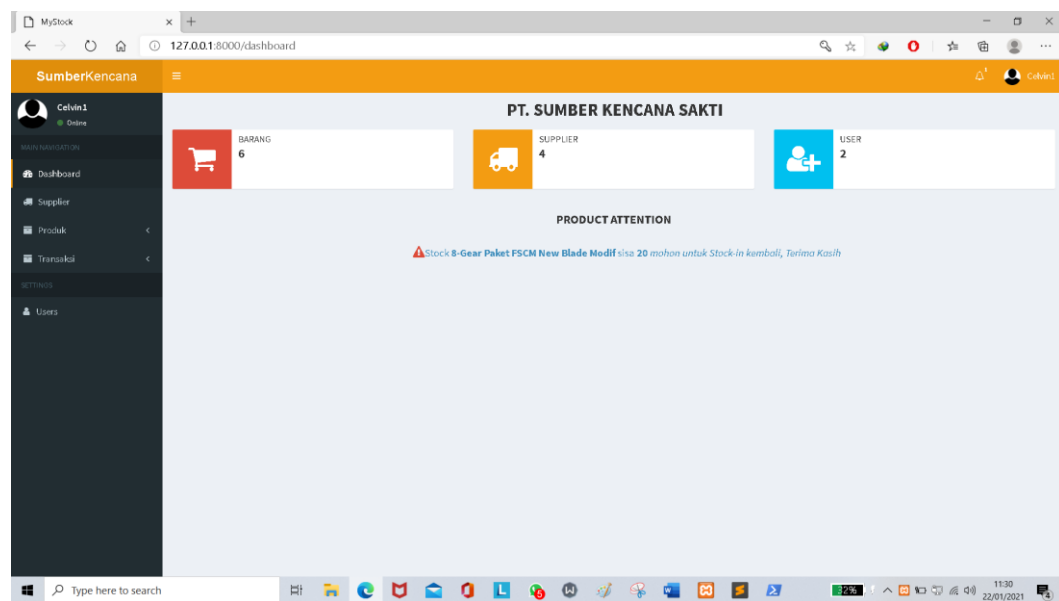 MyStock
127.0.0.1:8000/dashboard
SumberKencana
Celvin1
Celvin1
Online
MAIN NAVIGATION
Dashboard
Supplier
Produk
Transaksi
SETTINGS
Users
PT. SUMBER KENCANA SAKTI
BARANG
6
SUPPLIER
4
USER
2
PRODUCT ATTENTION
Stock 8-Gear Paket FSCM New Blade Modif sisa 20 mohon untuk Stock-in kembali, Terima Kasih
Type here to search
32%
11:30
22/01/2021